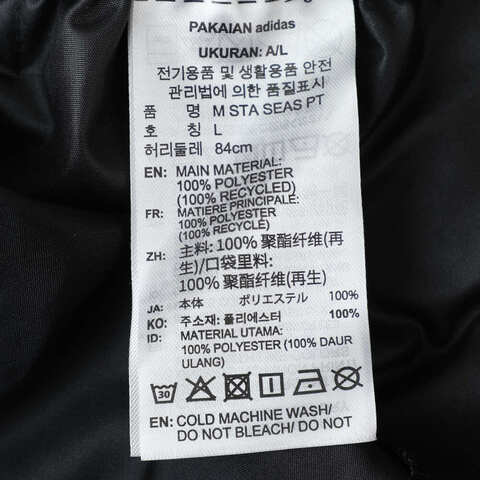 PAKAIAN adidas
UKURAN: A/L
전기용품 및 생활용품 안전
관리법에 의한 품질표시
품 명 M STA SEAS PT
호 칭 L
허리둘레 84cm
EN: MAIN MATERIAL:
100% POLYESTER
(100% RECYCLED)
FR: MATIERE PRINCIPALE:
100% POLYESTER
(100% RECYCLÉ)
ZH: 主料: 100% 聚酯纤维(再
生)/口袋里料:
100% 聚酯纤维(再生)
JA: 本体 ポリエステル 100%
KO: 주소재: 폴리에스터 100%
ID: MATERIAL UTAMA:
100% POLYESTER (100% DAUR
ULANG)
30
EN: COLD MACHINE WASH/
DO NOT BLEACH/ DO NOT